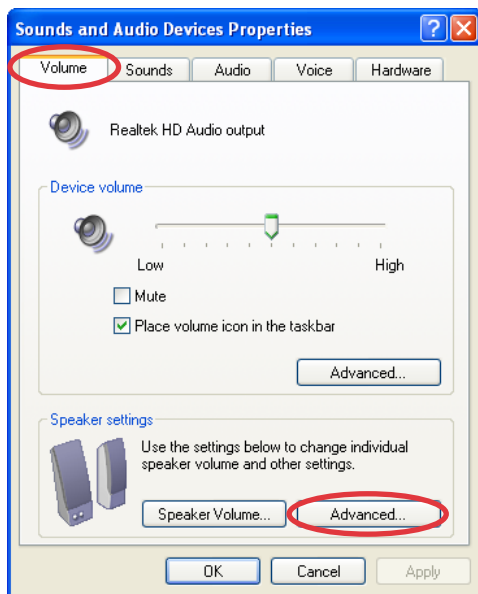 Sounds and Audio Devices Properties
Volume Sounds Audio Voice Hardware
Realtek HD Audio output
Device volume
Low High
Mute
Place volume icon in the taskbar
Advanced...
Speaker settings
Use the settings below to change individual
speaker volume and other settings.
Speaker Volume... Advanced...
OK Cancel Apply